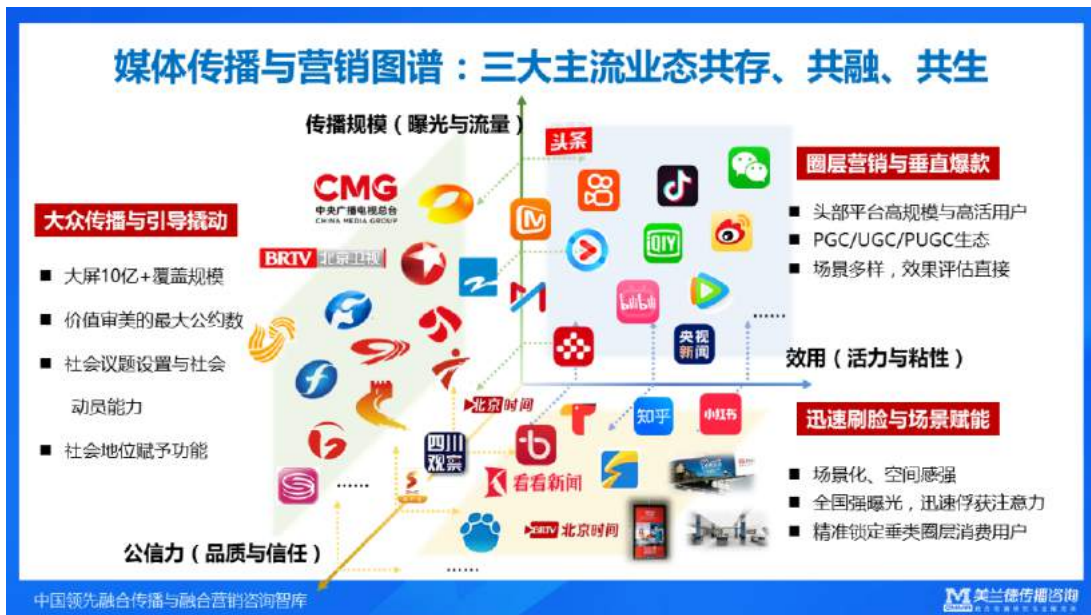 媒体传播与营销图谱：三大主流业态共存、共融、共生
传播规模（曝光与流量）
头条
CMG
中央广播电视总台
CHINA MEDIA GROUP
大众传播与引导撬动
■ 大屏10亿+覆盖规模
■ 价值审美的最大公约数
■ 社会议题设置与社会
动员能力
■ 社会地位赋予功能
BRTV 北京卫视
iQIY
bilibili
央视
新闻
......
圈层营销与垂直爆款
■ 头部平台高规模与高活用户
■ PGC/UGC/PUGC生态
■ 场景多样，效果评估直接
效用（活力与粘性）
北京时间
四川
观察
知乎
小红书
看看新闻
BRTV 北京时间
......
......
迅速刷脸与场景赋能
■ 场景化、空间感强
■ 全国强曝光，迅速俘获注意力
■ 精准锁定垂类圈层消费用户
公信力（品质与信任）
中国领先融合传播与融合营销咨询智库
美兰德传播咨询